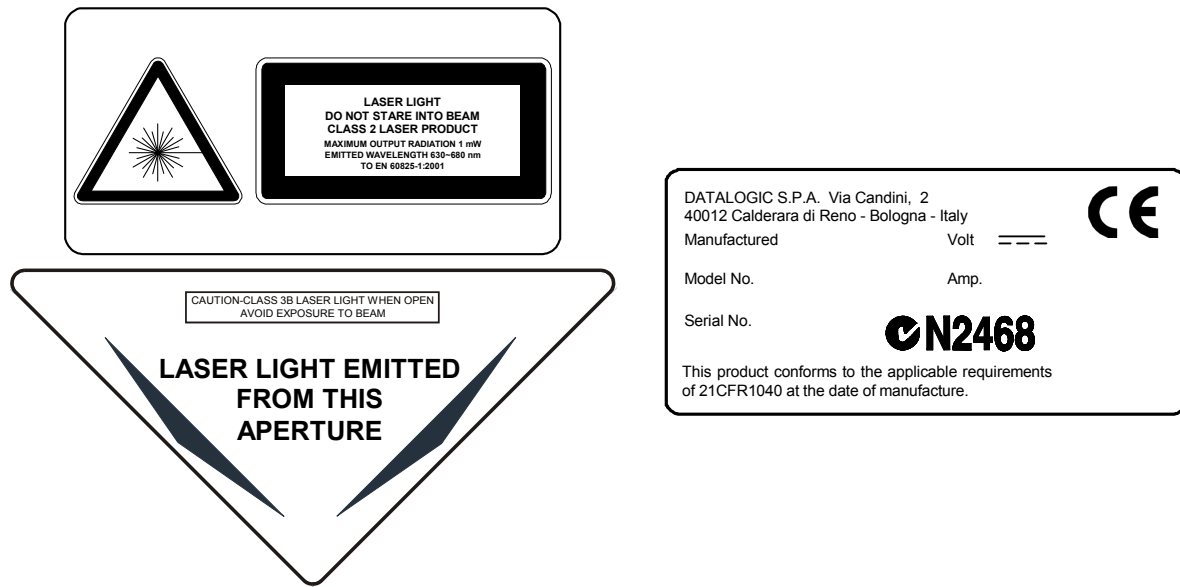 LASER LIGHT
DO NOT STARE INTO BEAM
CLASS 2 LASER PRODUCT
MAXIMUM OUTPUT RADIATION 1 mW
EMITTED WAVELENGTH 630~680 nm
TO EN 60825-1:2001
CAUTION-CLASS 3B LASER LIGHT WHEN OPEN
AVOID EXPOSURE TO BEAM
LASER LIGHT EMITTED
FROM THIS
APERTURE
DATALOGIC S.P.A. Via Candini, 2
40012 Calderara di Reno - Bologna - Italy
CE
Manufactured Volt
Model No. Amp.
Serial No.
N2468
This product conforms to the applicable requirements
of 21CFR1040 at the date of manufacture.